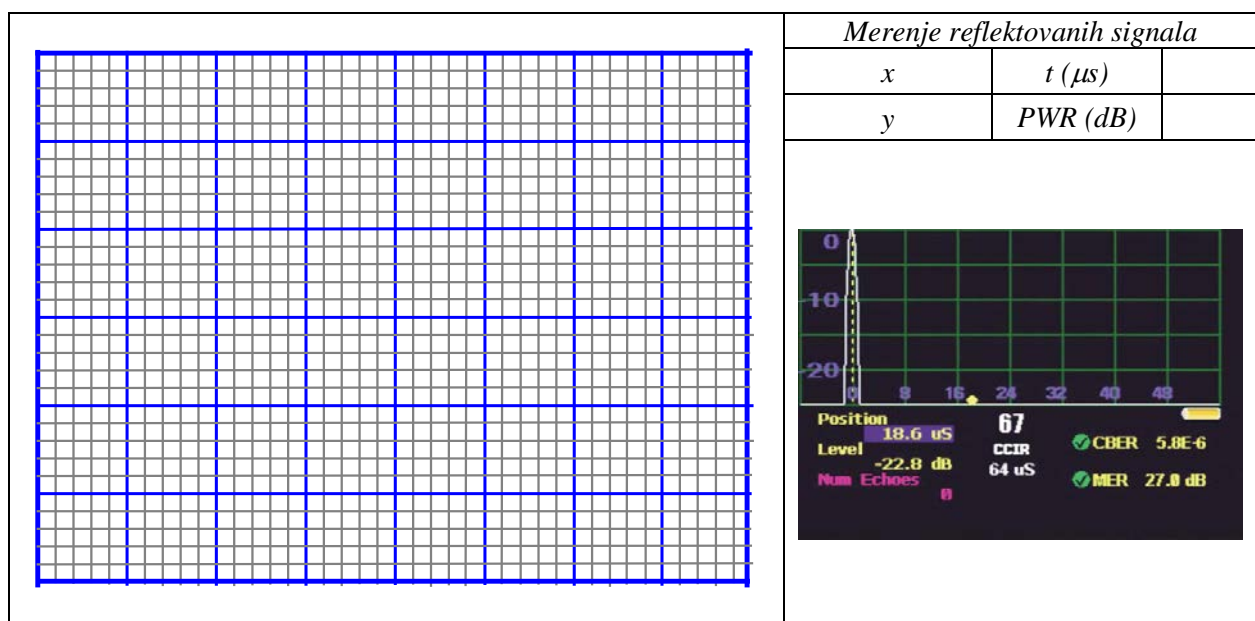 Merenje reflektovanih signala
x t (μs)
y PWR (dB)
0
-10
-20
0 8 16 24 32 40 48
Position
18.6 uS
Level
-22.8 dB
Num Echoes
0
67
CCIR
64 uS
CBER 5.8E-6
MER 27.0 dB